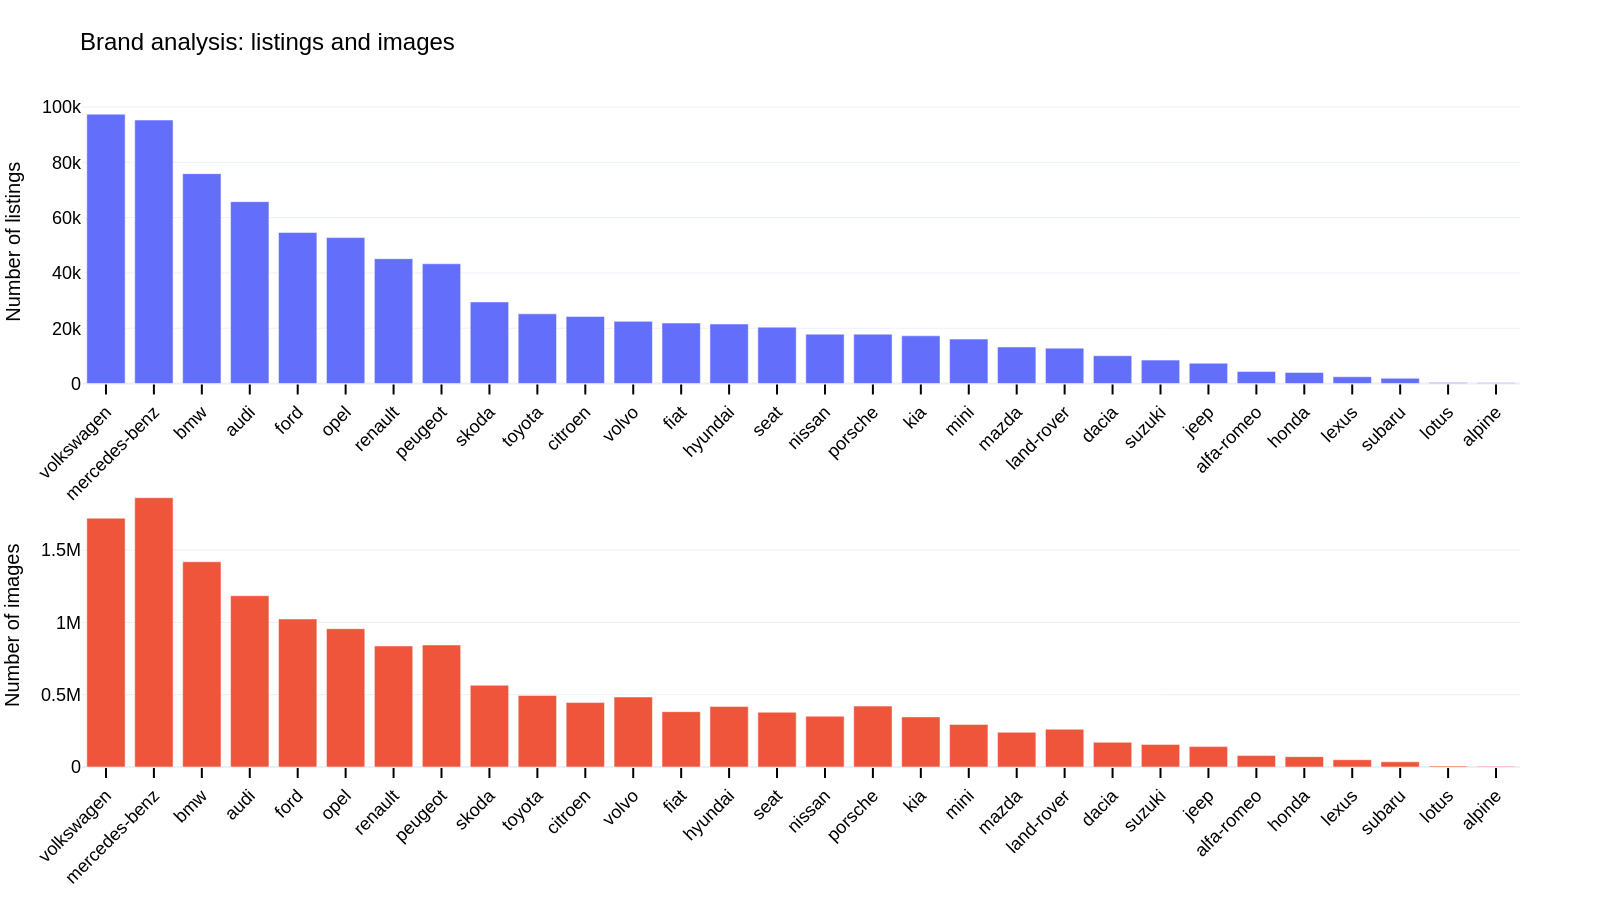 Brand analysis: listings and images
Number of listings
100k
80k
60k
40k
20k
0
volkswagen
mercedes-benz
bmw
audi
ford
opel
renault
peugeot
skoda
toyota
citroen
volvo
fiat
hyundai
seat
nissan
porsche
kia
mini
mazda
land-rover
dacia
suzuki
jeep
alfa-romeo
honda
lexus
subaru
lotus
alpine
Number of images
1.5M
1M
0.5M
0
volkswagen
mercedes-benz
bmw
audi
ford
opel
renault
peugeot
skoda
toyota
citroen
volvo
fiat
hyundai
seat
nissan
porsche
kia
mini
mazda
land-rover
dacia
suzuki
jeep
alfa-romeo
honda
lexus
subaru
lotus
alpine